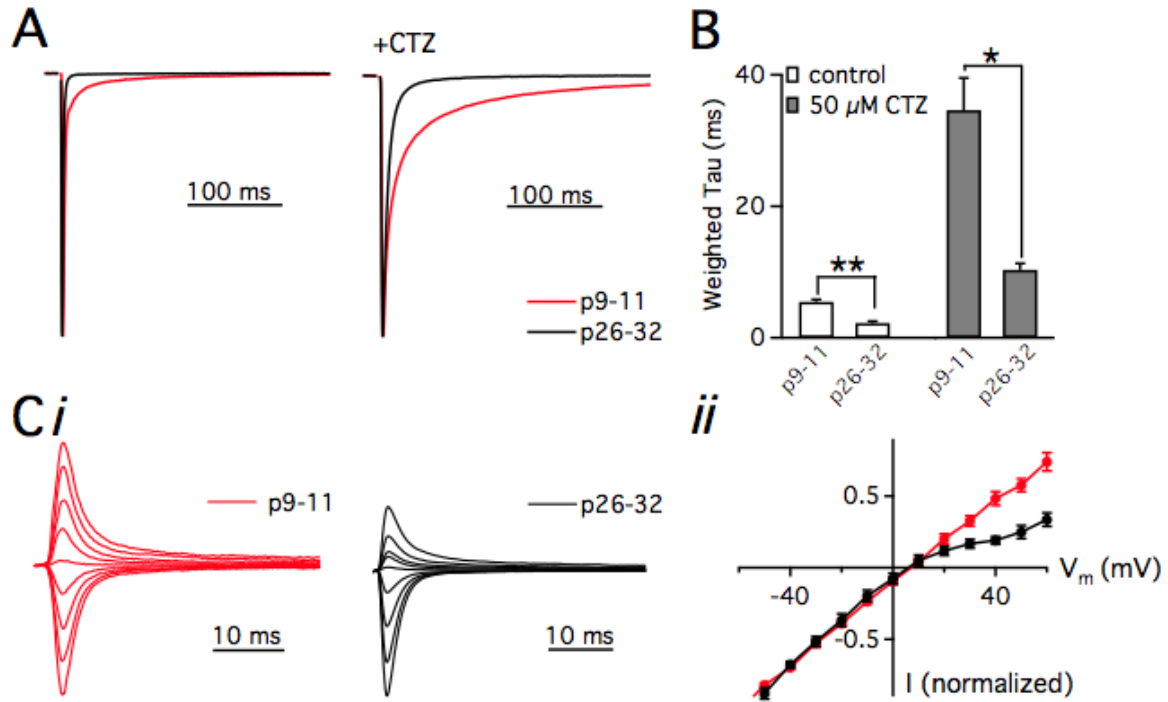 A
+CTZ
100 ms
100 ms
p9-11
p26-32
B
Weighted Tau (ms)
40
20
0
control
50 µM CTZ
*
**
p9-11
p26-32
p9-11
p26-32
C i
p9-11
p26-32
10 ms
10 ms
ii
0.5
-40
40
Vm (mV)
-0.5
I (normalized)